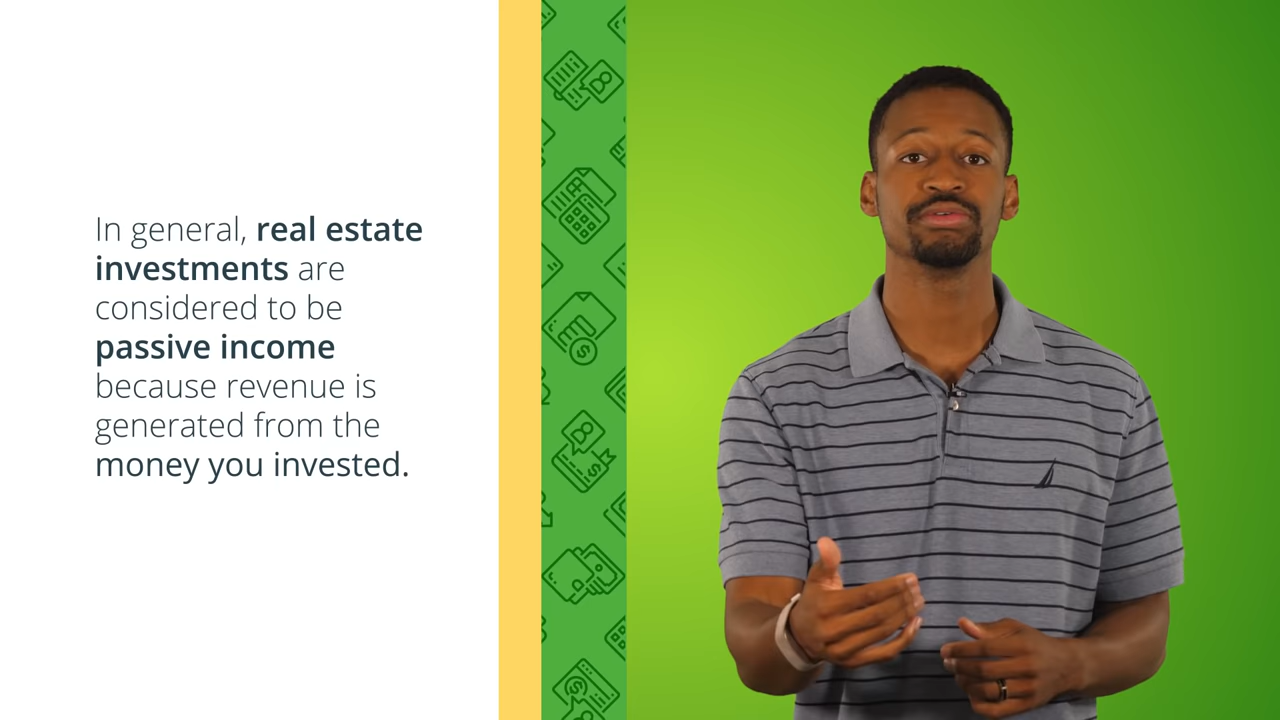 In general, real estate
investments are
considered to be
passive income
because revenue is
generated from the
money you invested.